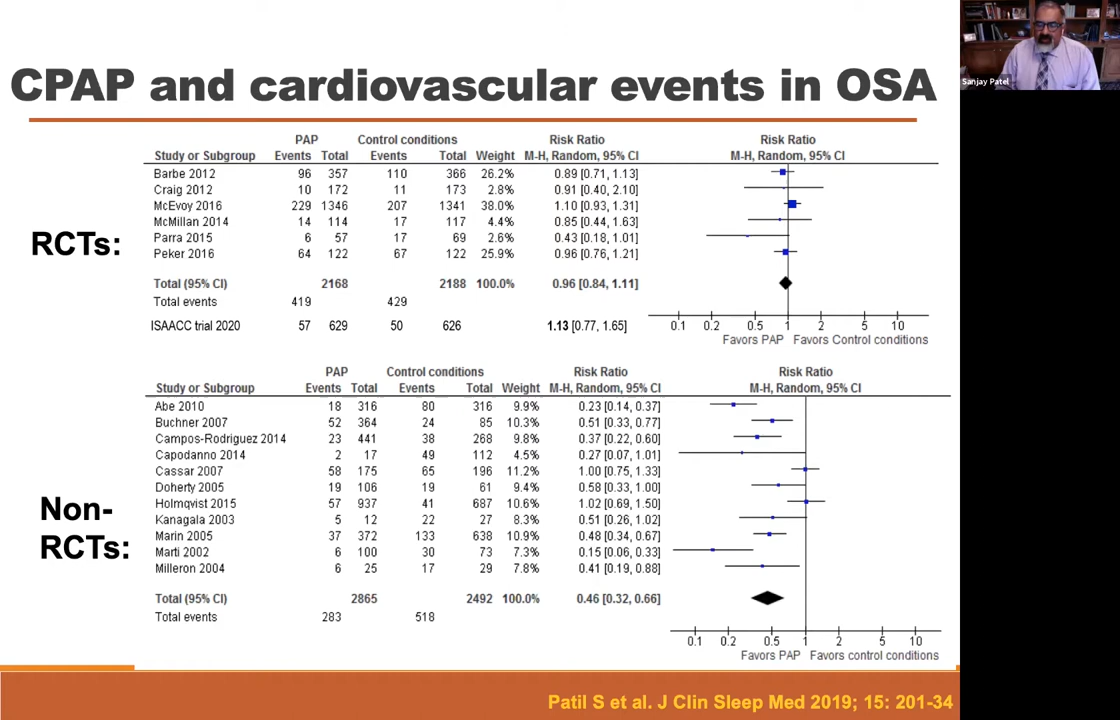 CPAP and cardiovascular events in OSA
Sanjay Patel
RCTs:
PAP Control conditions Risk Ratio Risk Ratio
Study or Subgroup Events Total Events Total Weight M-H, Random, 95% CI M-H, Random, 95% CI
Barbe 2012 96 357 110 366 26.2% 0.89 [0.71, 1.13]
Craig 2012 10 172 11 173 2.8% 0.91 [0.40, 2.10]
McEvoy 2016 229 1346 207 1341 38.0% 1.10 [0.93, 1.31]
McMillan 2014 14 114 17 117 4.4% 0.85 [0.44, 1.63]
Parra 2015 6 57 17 69 2.6% 0.43 [0.18, 1.01]
Peker 2016 64 122 67 122 25.9% 0.96 [0.76, 1.21]
Total (95% CI) 2168 2188 100.0% 0.96 [0.84, 1.11]
Total events 419 429
ISAACC trial 2020 57 629 50 626 1.13 [0.77, 1.65]
0.1 0.2 0.5 1 2 5 10
Favors PAP Favors Control conditions
Non-
RCTs:
PAP Control conditions Risk Ratio Risk Ratio
Study or Subgroup Events Total Events Total Weight M-H, Random, 95% CI M-H, Random, 95% CI
Abe 2010 18 316 80 316 9.9% 0.23 [0.14, 0.37]
Buchner 2007 52 364 24 85 10.3% 0.51 [0.33, 0.77]
Campos-Rodriguez 2014 23 441 38 268 9.8% 0.37 [0.22, 0.60]
Capodanno 2014 2 17 49 112 4.5% 0.27 [0.07, 1.01]
Cassar 2007 58 175 65 196 11.2% 1.00 [0.75, 1.33]
Doherty 2005 19 106 19 61 9.4% 0.58 [0.33, 1.00]
Holmqvist 2015 57 937 41 687 10.6% 1.02 [0.69, 1.50]
Kanagala 2003 5 12 22 27 8.3% 0.51 [0.26, 1.02]
Marin 2005 37 372 133 638 10.9% 0.48 [0.34, 0.67]
Marti 2002 6 100 30 73 7.3% 0.15 [0.06, 0.33]
Milleron 2004 6 25 17 29 7.8% 0.41 [0.19, 0.88]
Total (95% CI) 2865 2492 100.0% 0.46 [0.32, 0.66]
Total events 283 518
0.1 0.2 0.5 1 2 5 10
Favors PAP Favors control conditions
Patil S et al. J Clin Sleep Med 2019; 15: 201-34